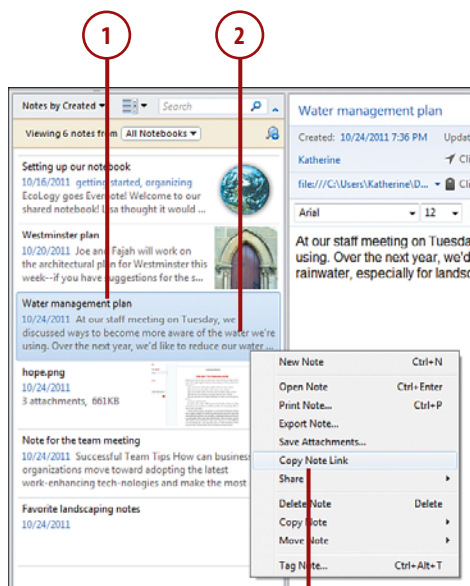 1
2
Notes by Created
Search
Viewing 6 notes from All Notebooks
Setting up our notebook
10/16/2011 getting started, organizing
EcoLogy goes Evernote! Welcome to our
shared notebook! Lisa thought it would ...
Westminster plan
10/20/2011 Joe and Fajah will work on
the architectural plan for Westminster this
week--if you have suggestions for the s...
Water management plan
10/24/2011 At our staff meeting on Tuesday, we
discussed ways to become more aware of the water we're
using. Over the next year, we'd like to reduce our water ...
hope.png
10/24/2011
3 attachments, 661KB
Note for the team meeting
10/24/2011 Successful Team Tips How can business
organizations move toward adopting the latest
work-enhancing tech-nologies and make the most
Favorite landscaping notes
10/24/2011
Water management plan
Created: 10/24/2011 7:36 PM Updat
Katherine Cli
file:///C:\Users\Katherine\D... Cli
Arial 12
At our staff meeting on Tuesda
using. Over the next year, we'd
rainwater, especially for landsc
New Note Ctrl+N
Open Note Ctrl+Enter
Print Note... Ctrl+P
Export Note...
Save Attachments...
Copy Note Link
Share
Delete Note Delete
Copy Note
Move Note
Tag Note... Ctrl+Alt+T